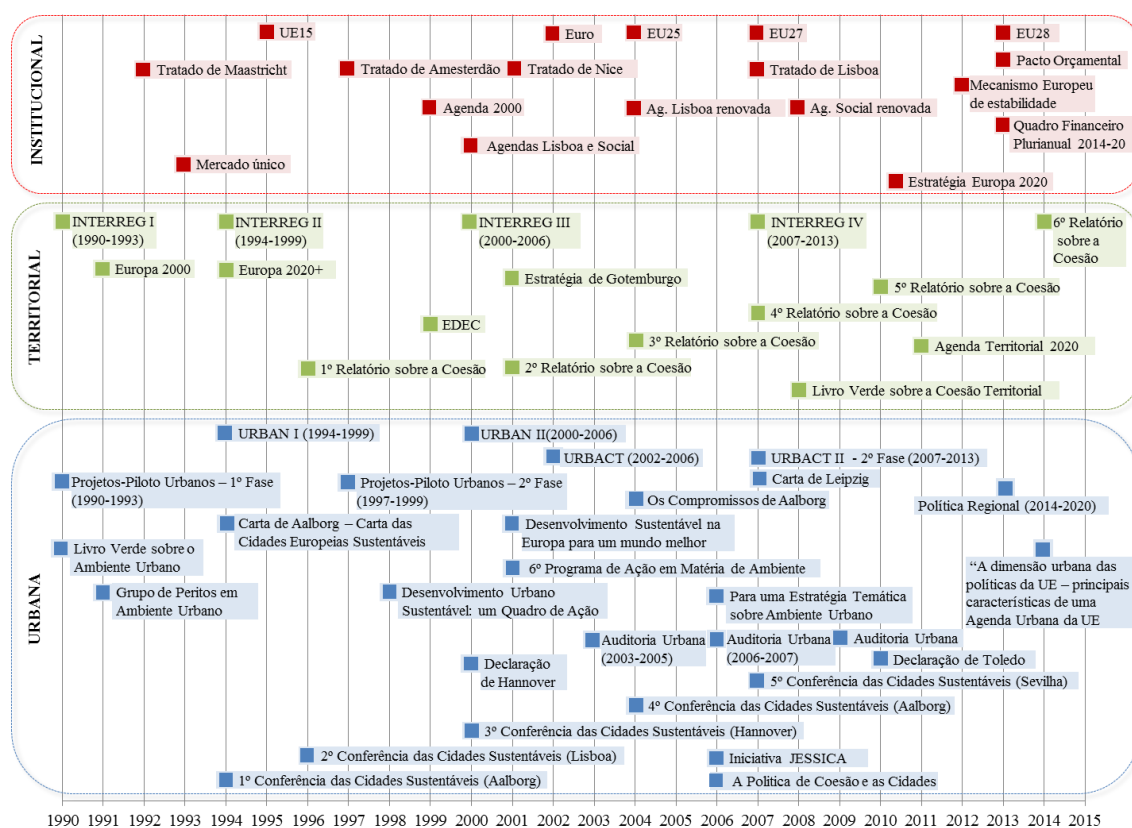 INSTITUCIONAL
UE15
Euro
EU25
EU27
EU28
Tratado de Maastricht
Tratado de Amesterdão
Tratado de Nice
Tratado de Lisboa
Pacto Orçamental
Mecanismo Europeu
de estabilidade
Agenda 2000
Ag. Lisboa renovada
Ag. Social renovada
Quadro Financeiro
Plurianual 2014-20
Agendas Lisboa e Social
Mercado único
Estratégia Europa 2020
TERRITORIAL
INTERREG I
(1990-1993)
INTERREG II
(1994-1999)
INTERREG III
(2000-2006)
INTERREG IV
(2007-2013)
6º Relatório
sobre a
Coesão
Europa 2000
Europa 2020+
Estratégia de Gotemburgo
5º Relatório sobre a Coesão
4º Relatório sobre a Coesão
EDEC
3º Relatório sobre a Coesão
Agenda Territorial 2020
1º Relatório sobre a Coesão
2º Relatório sobre a Coesão
Livro Verde sobre a Coesão Territorial
URBANA
URBAN I (1994-1999)
URBAN II(2000-2006)
URBACT (2002-2006)
URBACT II - 2º Fase (2007-2013)
Projetos-Piloto Urbanos – 1º Fase
(1990-1993)
Projetos-Piloto Urbanos – 2º Fase
(1997-1999)
Carta de Leipzig
Os Compromissos de Aalborg
Política Regional (2014-2020)
Carta de Aalborg – Carta das
Cidades Europeias Sustentáveis
Desenvolvimento Sustentável na
Europa para um mundo melhor
Livro Verde sobre o
Ambiente Urbano
6º Programa de Ação em Matéria de Ambiente
“A dimensão urbana das
políticas da UE – principais
características de uma
Agenda Urbana da UE
Grupo de Peritos em
Ambiente Urbano
Desenvolvimento Urbano
Sustentável: um Quadro de Ação
Para uma Estratégia Temática
sobre Ambiente Urbano
Auditoria Urbana
(2003-2005)
Auditoria Urbana
(2006-2007)
Auditoria Urbana
Declaração
de Hannover
Declaração de Toledo
5º Conferência das Cidades Sustentáveis (Sevilha)
4º Conferência das Cidades Sustentáveis (Aalborg)
3º Conferência das Cidades Sustentáveis (Hannover)
2º Conferência das Cidades Sustentáveis (Lisboa)
Iniciativa JESSICA
1º Conferência das Cidades Sustentáveis (Aalborg)
A Politica de Coesão e as Cidades
1990 1991 1992 1993 1994 1995 1996 1997 1998 1999 2000 2001 2002 2003 2004 2005 2006 2007 2008 2009 2010 2011 2012 2013 2014 2015